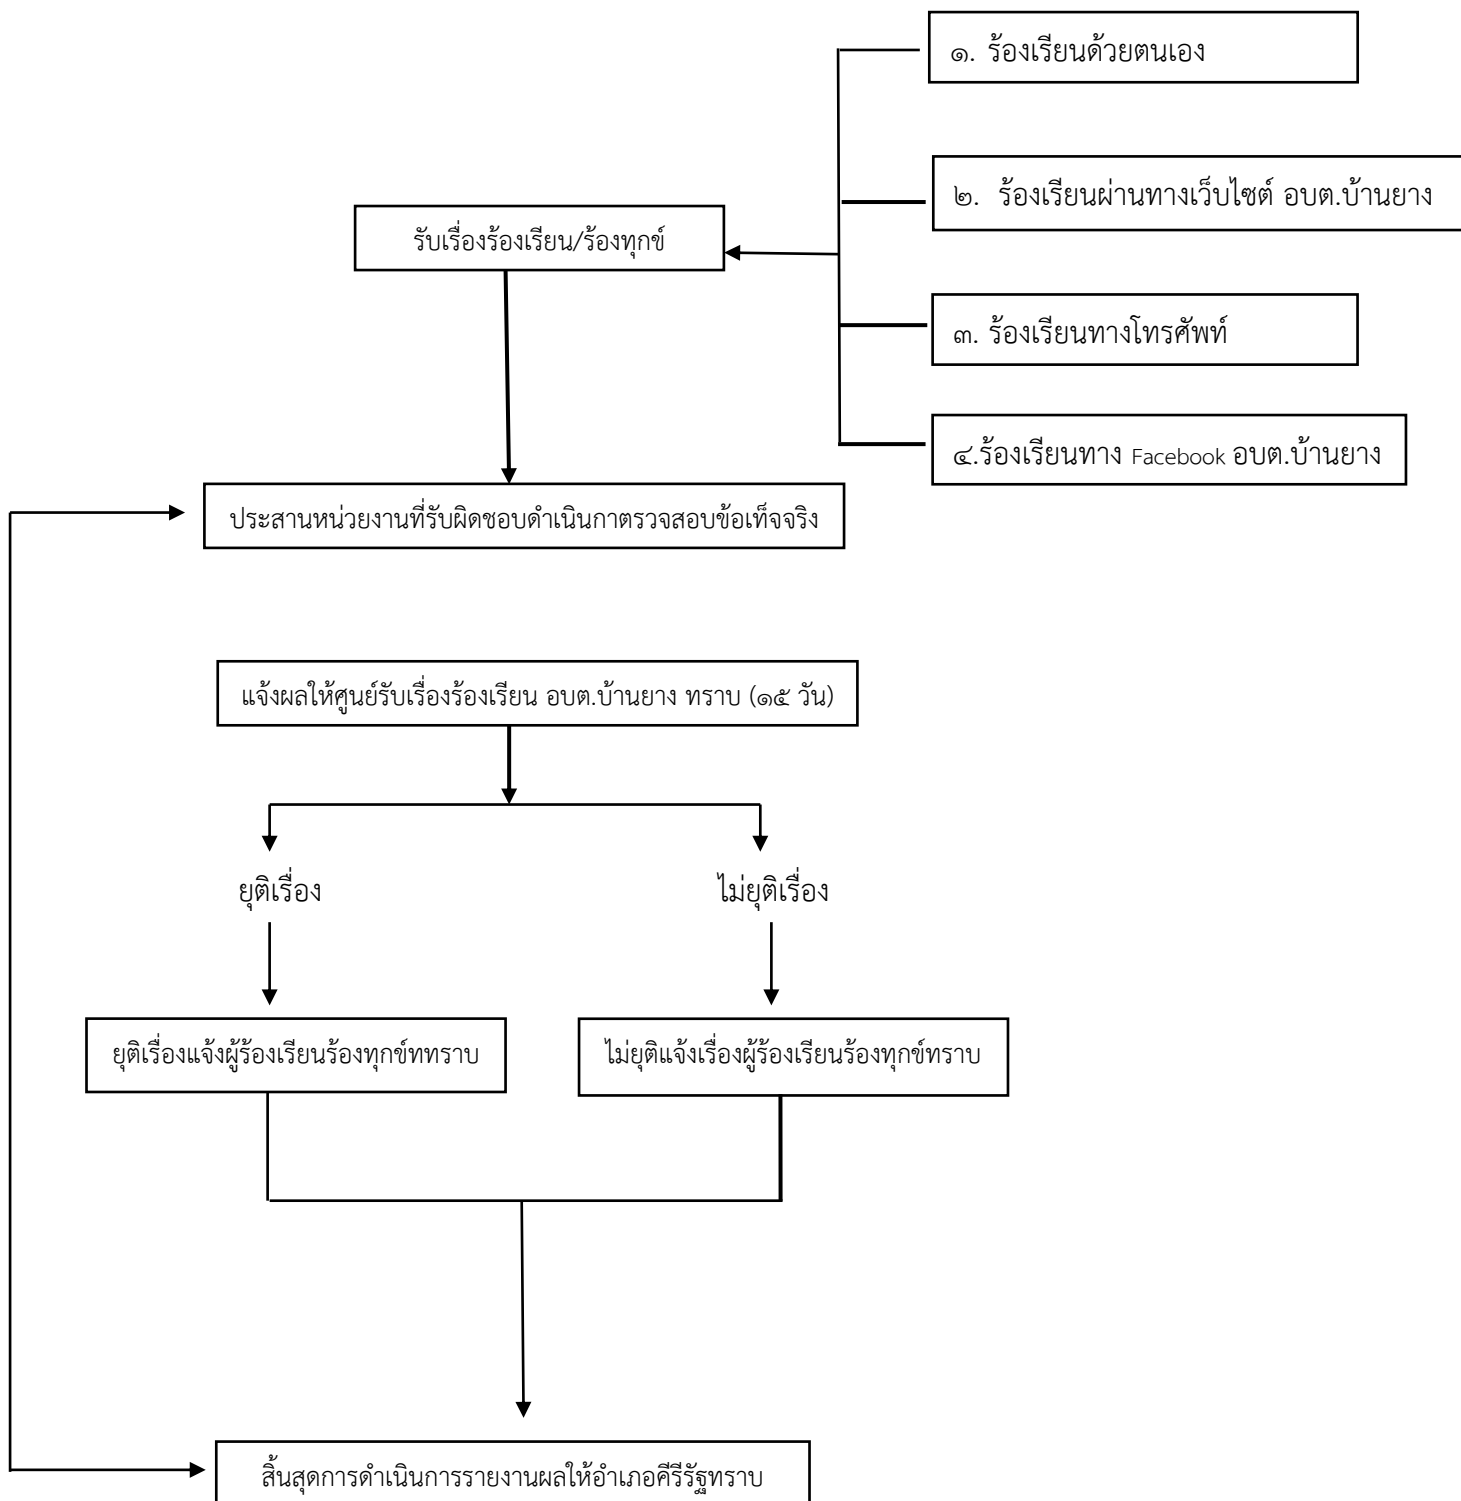 ๑. ร้องเรียนด้วยตนเอง
๒. ร้องเรียนผ่านทางเว็บไซต์ อบต.บ้านยาง
รับเรื่องร้องเรียน/ร้องทุกข์
๓. ร้องเรียนทางโทรศัพท์
๔.ร้องเรียนทาง Facebook อบต.บ้านยาง
ประสานหน่วยงานที่รับผิดชอบดำเนินกาตรวจสอบข้อเท็จจริง
แจ้งผลให้ศูนย์รับเรื่องร้องเรียน อบต.บ้านยาง ทราบ (๑๕ วัน)
ยุติเรื่อง
ไม่ยุติเรื่อง
ยุติเรื่องแจ้งผู้ร้องเรียนร้องทุกข์ททราบ
ไม่ยุติแจ้งเรื่องผู้ร้องเรียนร้องทุกข์ทราบ
สิ้นสุดการดำเนินการรายงานผลให้อำเภอคีรีรัฐทราบ